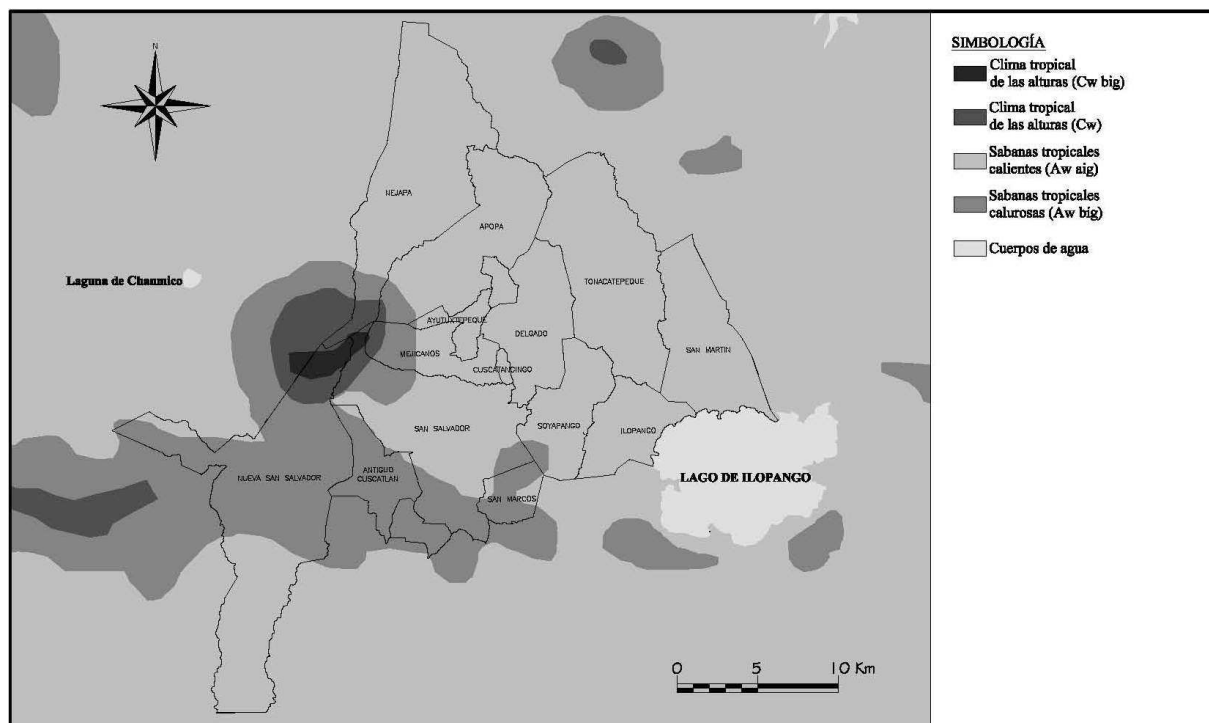 N
NEJAPA
APOPA
TONACATEPEQUE
Laguna de Chanmico
AYUTUXTEPEQUE
DELGADO
MEJICANOS
SAN MARTIN
CUSCATANCINGO
SAN SALVADOR
SOYAPANGO
ILOPANGO
NUEVA SAN SALVADOR
ANTIGUO
CUSCATLAN
LAGO DE ILOPANGO
SAN MARCOS
0 5 10 Km
SIMBOLOGÍA
Clima tropical
de las alturas (Cw big)
Clima tropical
de las alturas (Cw)
Sabanas tropicales
calientes (Aw aig)
Sabanas tropicales
calurosas (Aw big)
Cuerpos de agua